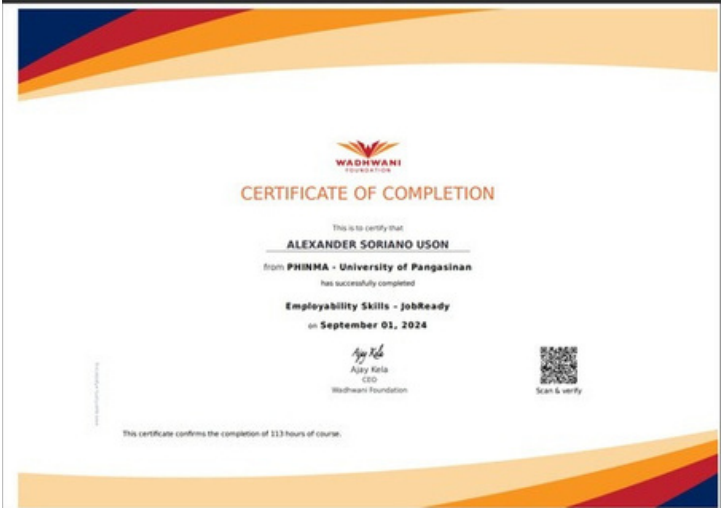 WADHWANI
FOUNDATION
CERTIFICATE OF COMPLETION
This is to certify that
ALEXANDER SORIANO USON
from PHINMA - University of Pangasinan
has successfully completed
Employability Skills – JobReady
on September 01, 2024
Ajay Kela
Ajay Kela
CEO
Wadhwani Foundation
Scan & verify
This certificate confirms the completion of 113 hours of course.